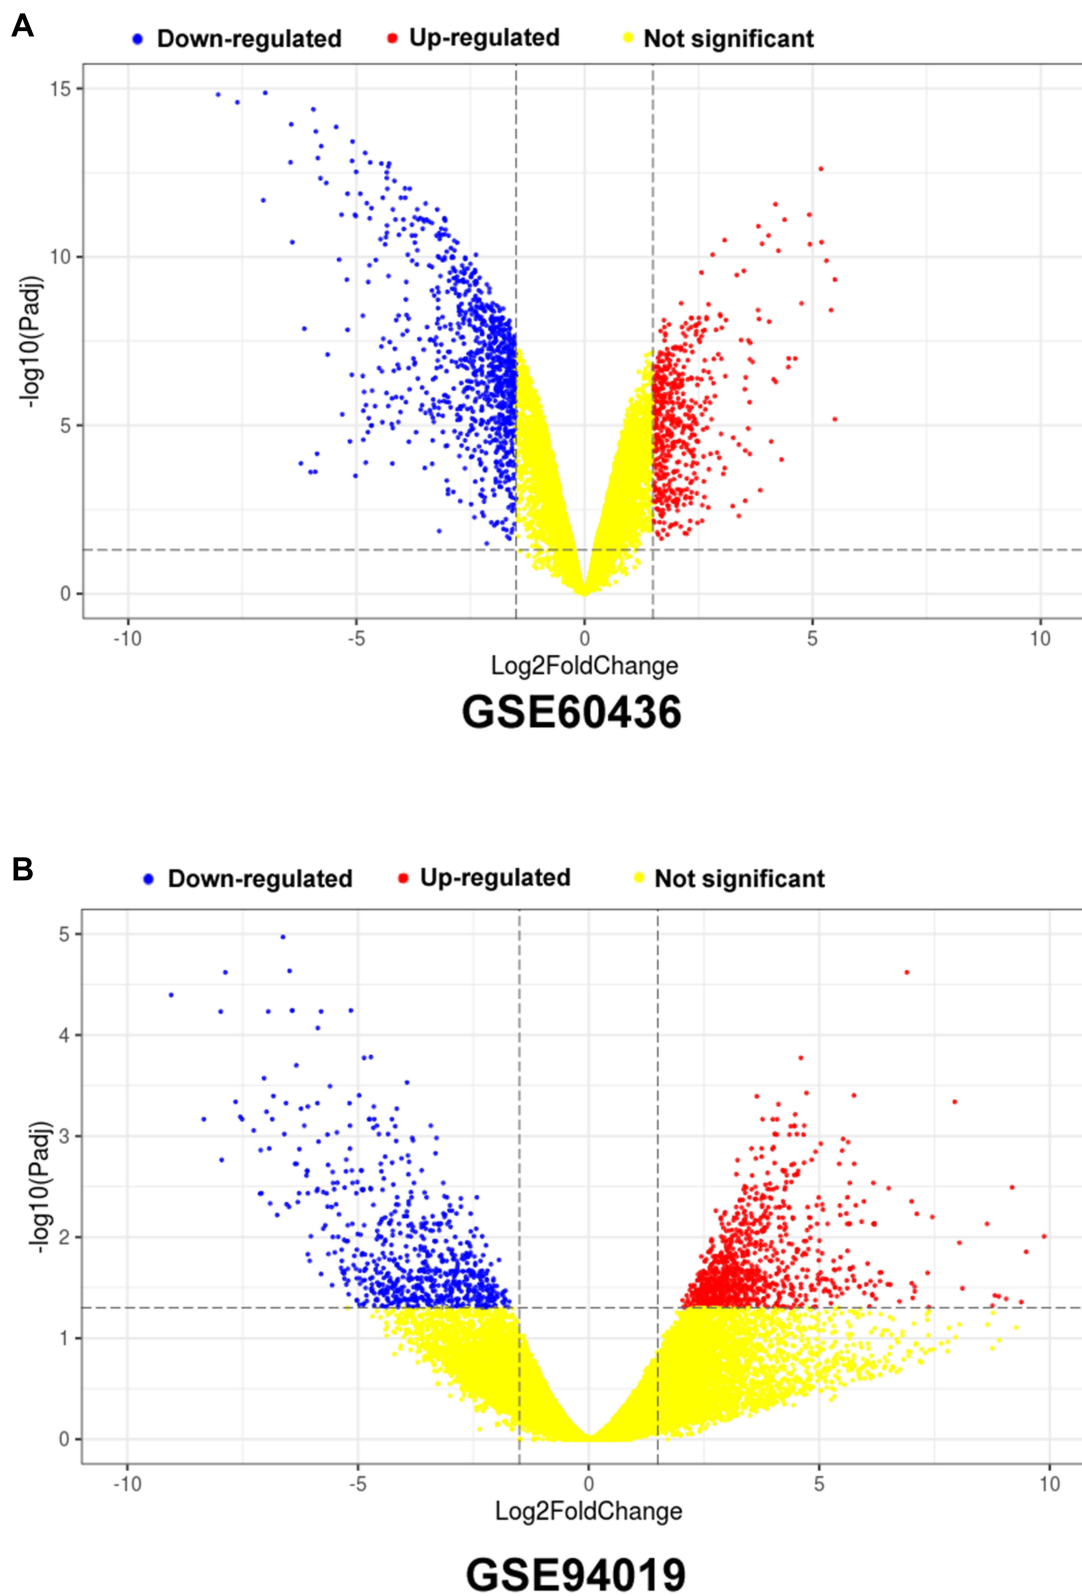 A
Down-regulated Up-regulated Not significant
15
10
5
0
-log10(Padj)
-10 -5 0 5 10
Log2FoldChange
GSE60436
B
Down-regulated Up-regulated Not significant
5
4
3
2
1
0
-log10(Padj)
-10 -5 0 5 10
Log2FoldChange
GSE94019